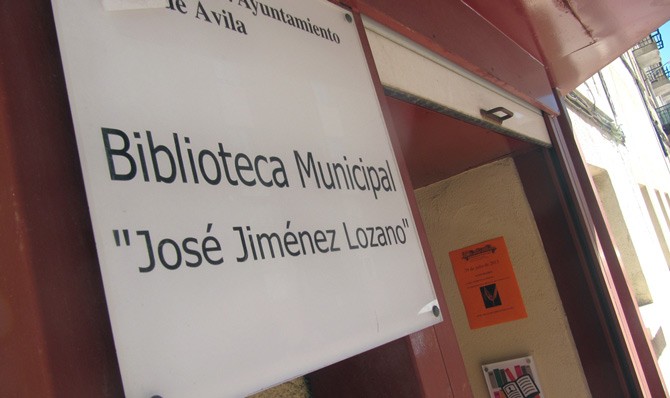 Ayuntamiento
de Avila
Biblioteca Municipal
"José Jiménez Lozano"